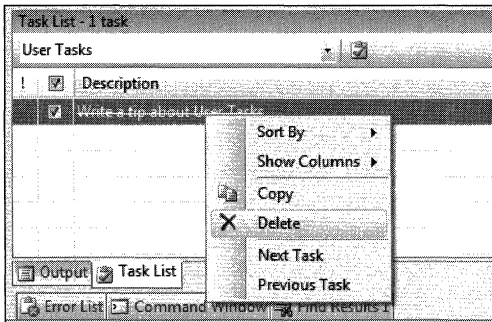 Task List - 1 task
User Tasks
! Description
Write a tip about User Tasks
Sort By
Show Columns
Copy
Delete
Next Task
Previous Task
Output Task List
Error List Command Window Find Results 1